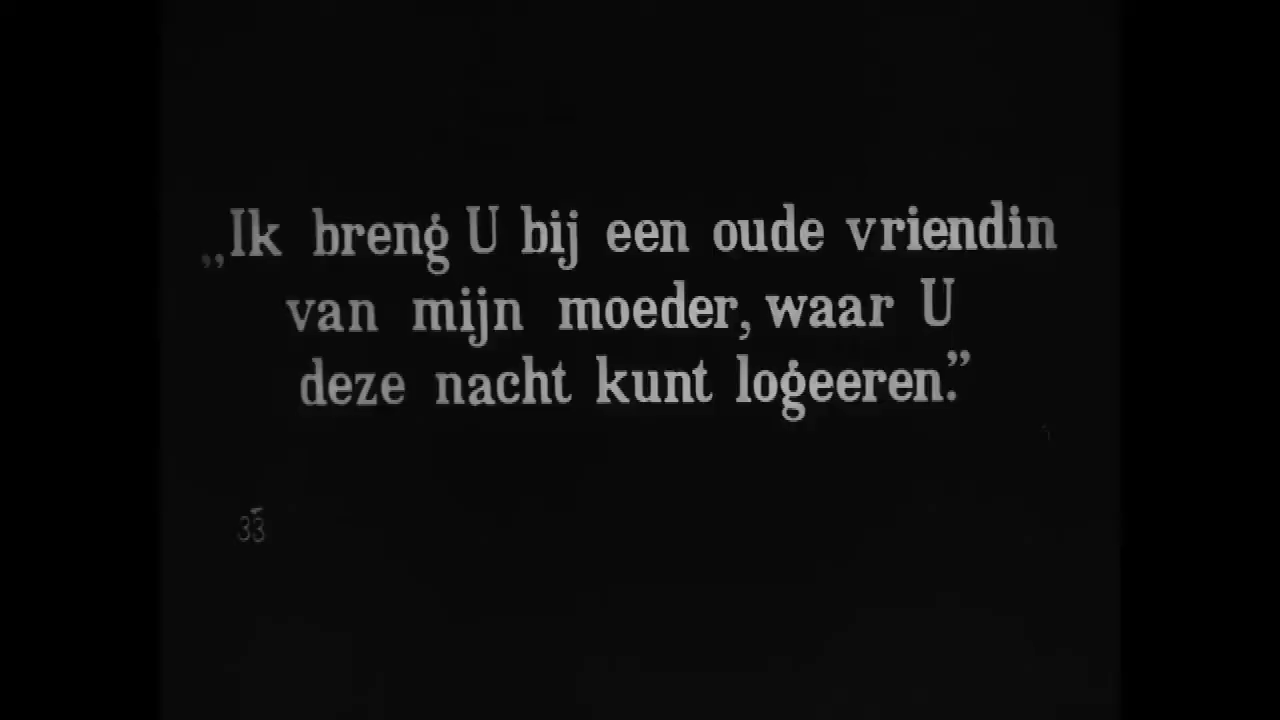 „Ik breng U bij een oude vriendin
van mijn moeder, waar U
deze nacht kunt logeeren.”
33